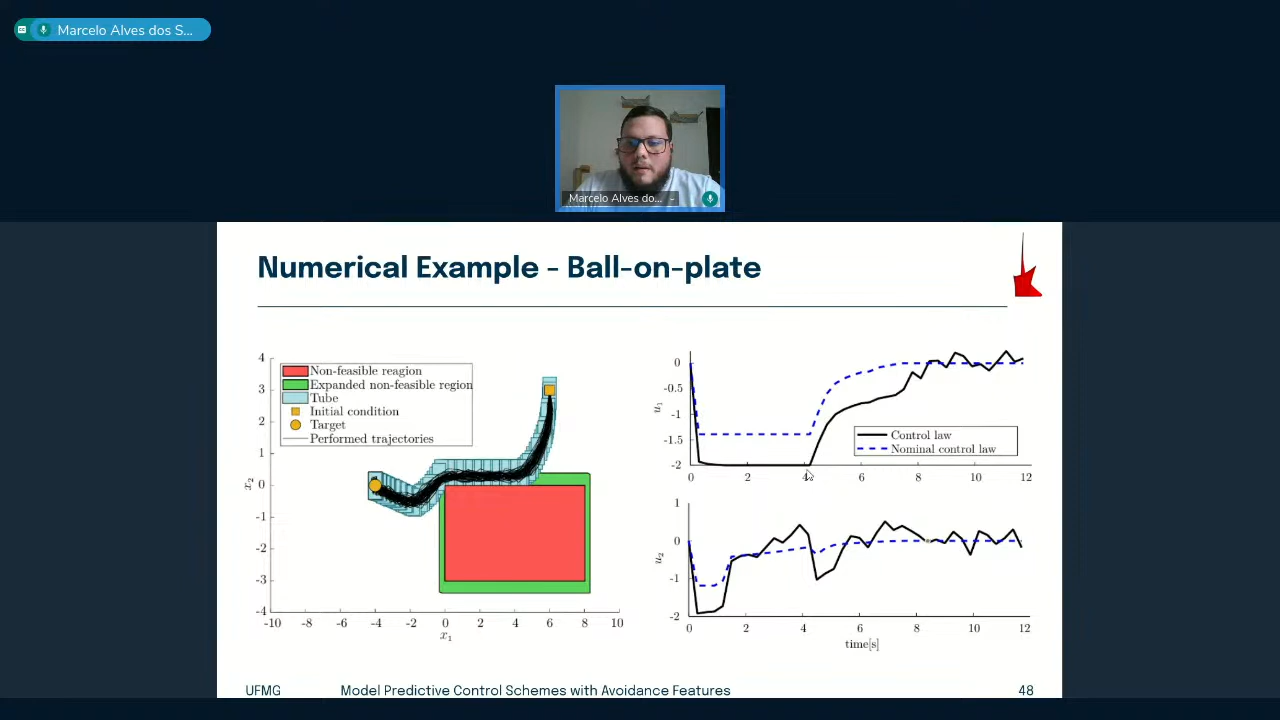 Marcelo Alves dos S...
Marcelo Alves do...
Numerical Example - Ball-on-plate
4
3
2
1
0
-1
-2
-3
-4
x2
-10 -8 -6 -4 -2 0 2 4 6 8 10
x1
Non-feasible reagion
Expanded non-feasible region
Tube
Initial condition
Target
Performed trajectories
0
-0.5
-1
-1.5
-2
u1
Control law
Nominal control law
0 2 4 6 8 10 12
1
0
-1
-2
u2
0 2 4 6 8 10 12
time[s]
UFMG Model Predictive Control Schemes with Avoidance Features 48